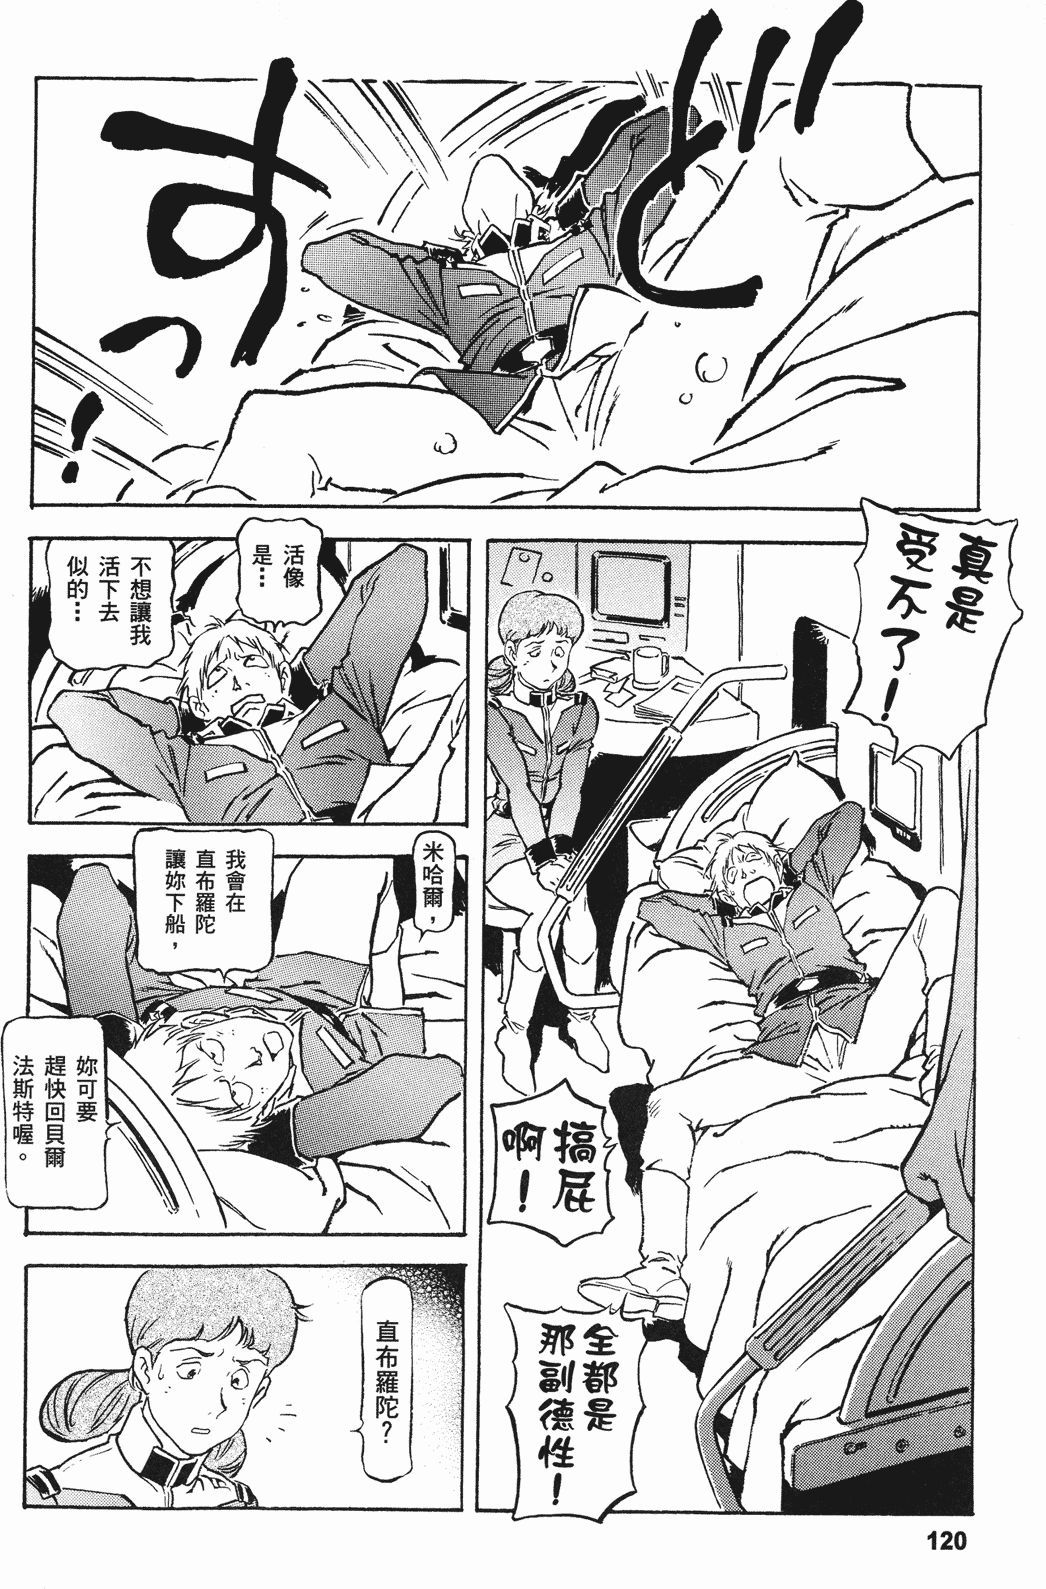 ドすっ!
真是
受不了!
搞屁
啊!
全都是
那副德性!
活像
是…
不想讓我
活下去
似的…
米哈爾,
我會在
直布羅陀
讓妳下船,
妳可要
趕快回貝爾
法斯特喔。
直布羅陀?
120